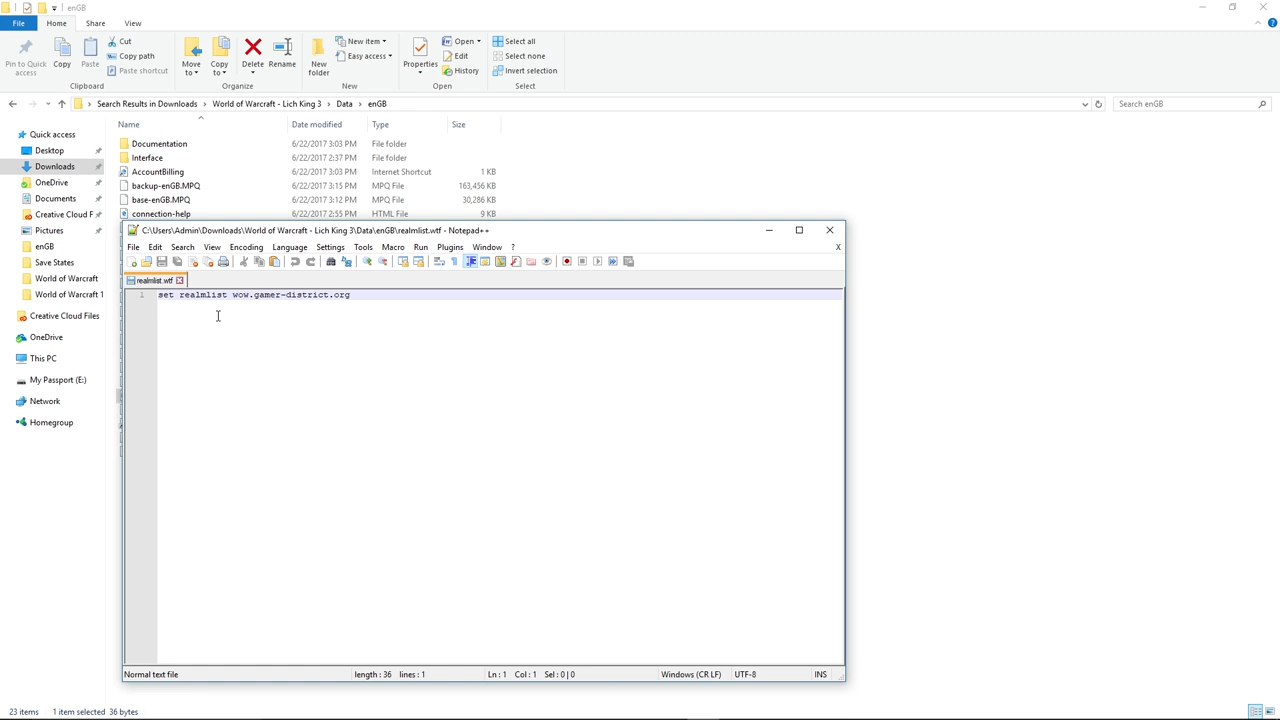 enGB
File Home Share View
Pin to Quick access
Copy
Paste
Cut
Copy path
Paste shortcut
Clipboard
Move to
Copy to
Delete
Rename
Organize
New folder
New item
Easy access
New
Properties
Open
Edit
History
Open
Select all
Select none
Invert selection
Select
Search Results in Downloads World of Warcraft - Lich King 3 Data enGB
Search enGB
Name Date modified Type Size
Quick access
Desktop
Downloads
OneDrive
Documents
Creative Cloud F
Pictures
enGB
Save States
World of Warcraft
World of Warcraft 1
Creative Cloud Files
OneDrive
This PC
My Passport (E:)
Network
Homegroup
Documentation 6/22/2017 3:03 PM File folder
Interface 6/22/2017 2:37 PM File folder
AccountBilling 6/22/2017 3:03 PM Internet Shortcut 1 KB
backup-enGB.MPQ 6/22/2017 3:15 PM MPQ File 163,456 KB
base-enGB.MPQ 6/22/2017 3:12 PM MPQ File 30,286 KB
connection-help 6/22/2017 2:55 PM HTML File 9 KB
C:\Users\Admin\Downloads\World of Warcraft - Lich King 3\Data\enGB\realmlist.wtf - Notepad++
File Edit Search View Encoding Language Settings Tools Macro Run Plugins Window ? X
realmlist.wtf
1 set realmlist wow.gamer-district.org
Normal text file length : 36 lines : 1 Ln : 1 Col : 1 Sel : 0 | 0 Windows (CR LF) UTF-8 INS
23 items 1 item selected 36 bytes